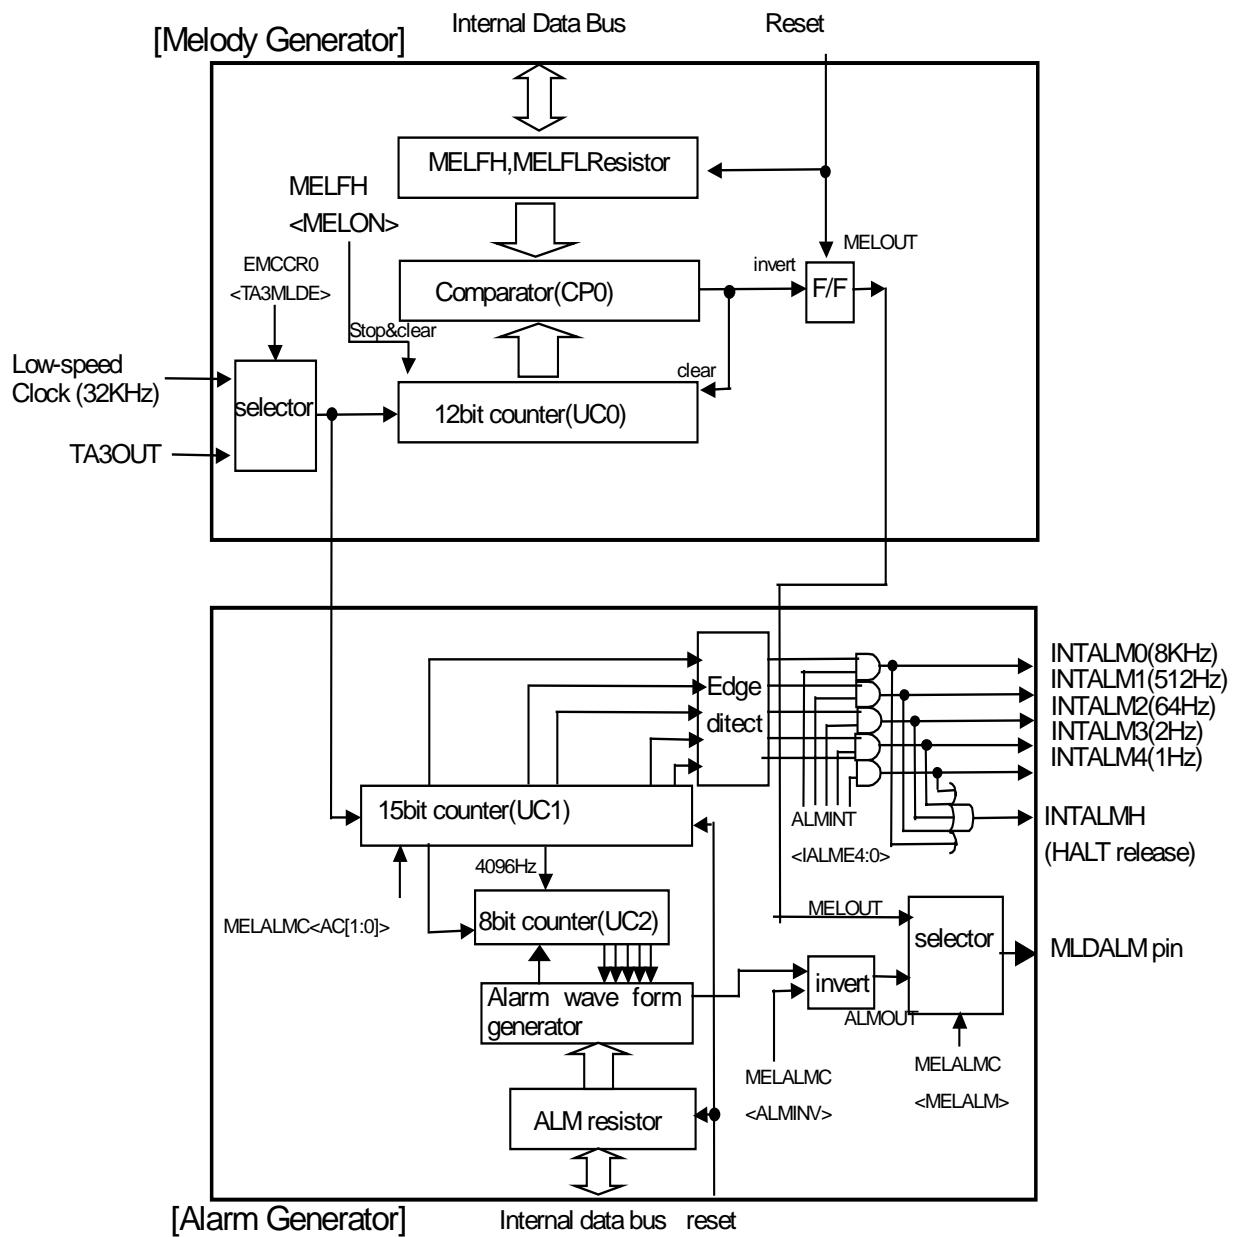 Internal Data Bus
Reset
[Melody Generator]
MELFH,MELFLResistor
MELFH
<MELON>
EMCCR0
<TA3MLDE>
MELOUT
invert
F/F
Comparator(CP0)
Stop&clear
Low-speed
Clock (32KHz)
clear
selector
12bit counter(UC0)
TA3OUT
Edge
ditect
INTALM0(8KHz)
INTALM1(512Hz)
INTALM2(64Hz)
INTALM3(2Hz)
INTALM4(1Hz)
15bit counter(UC1)
ALMINT
<IALME4:0>
INTALMH
(HALT release)
4096Hz
MELALMC<AC[1:0]>
8bit counter(UC2)
MELOUT
selector
MLDALM pin
Alarm wave form
generator
invert
ALMOUT
MELALMC
<ALMINV>
MELALMC
<MELALM>
ALM resistor
[Alarm Generator]
Internal data bus
reset